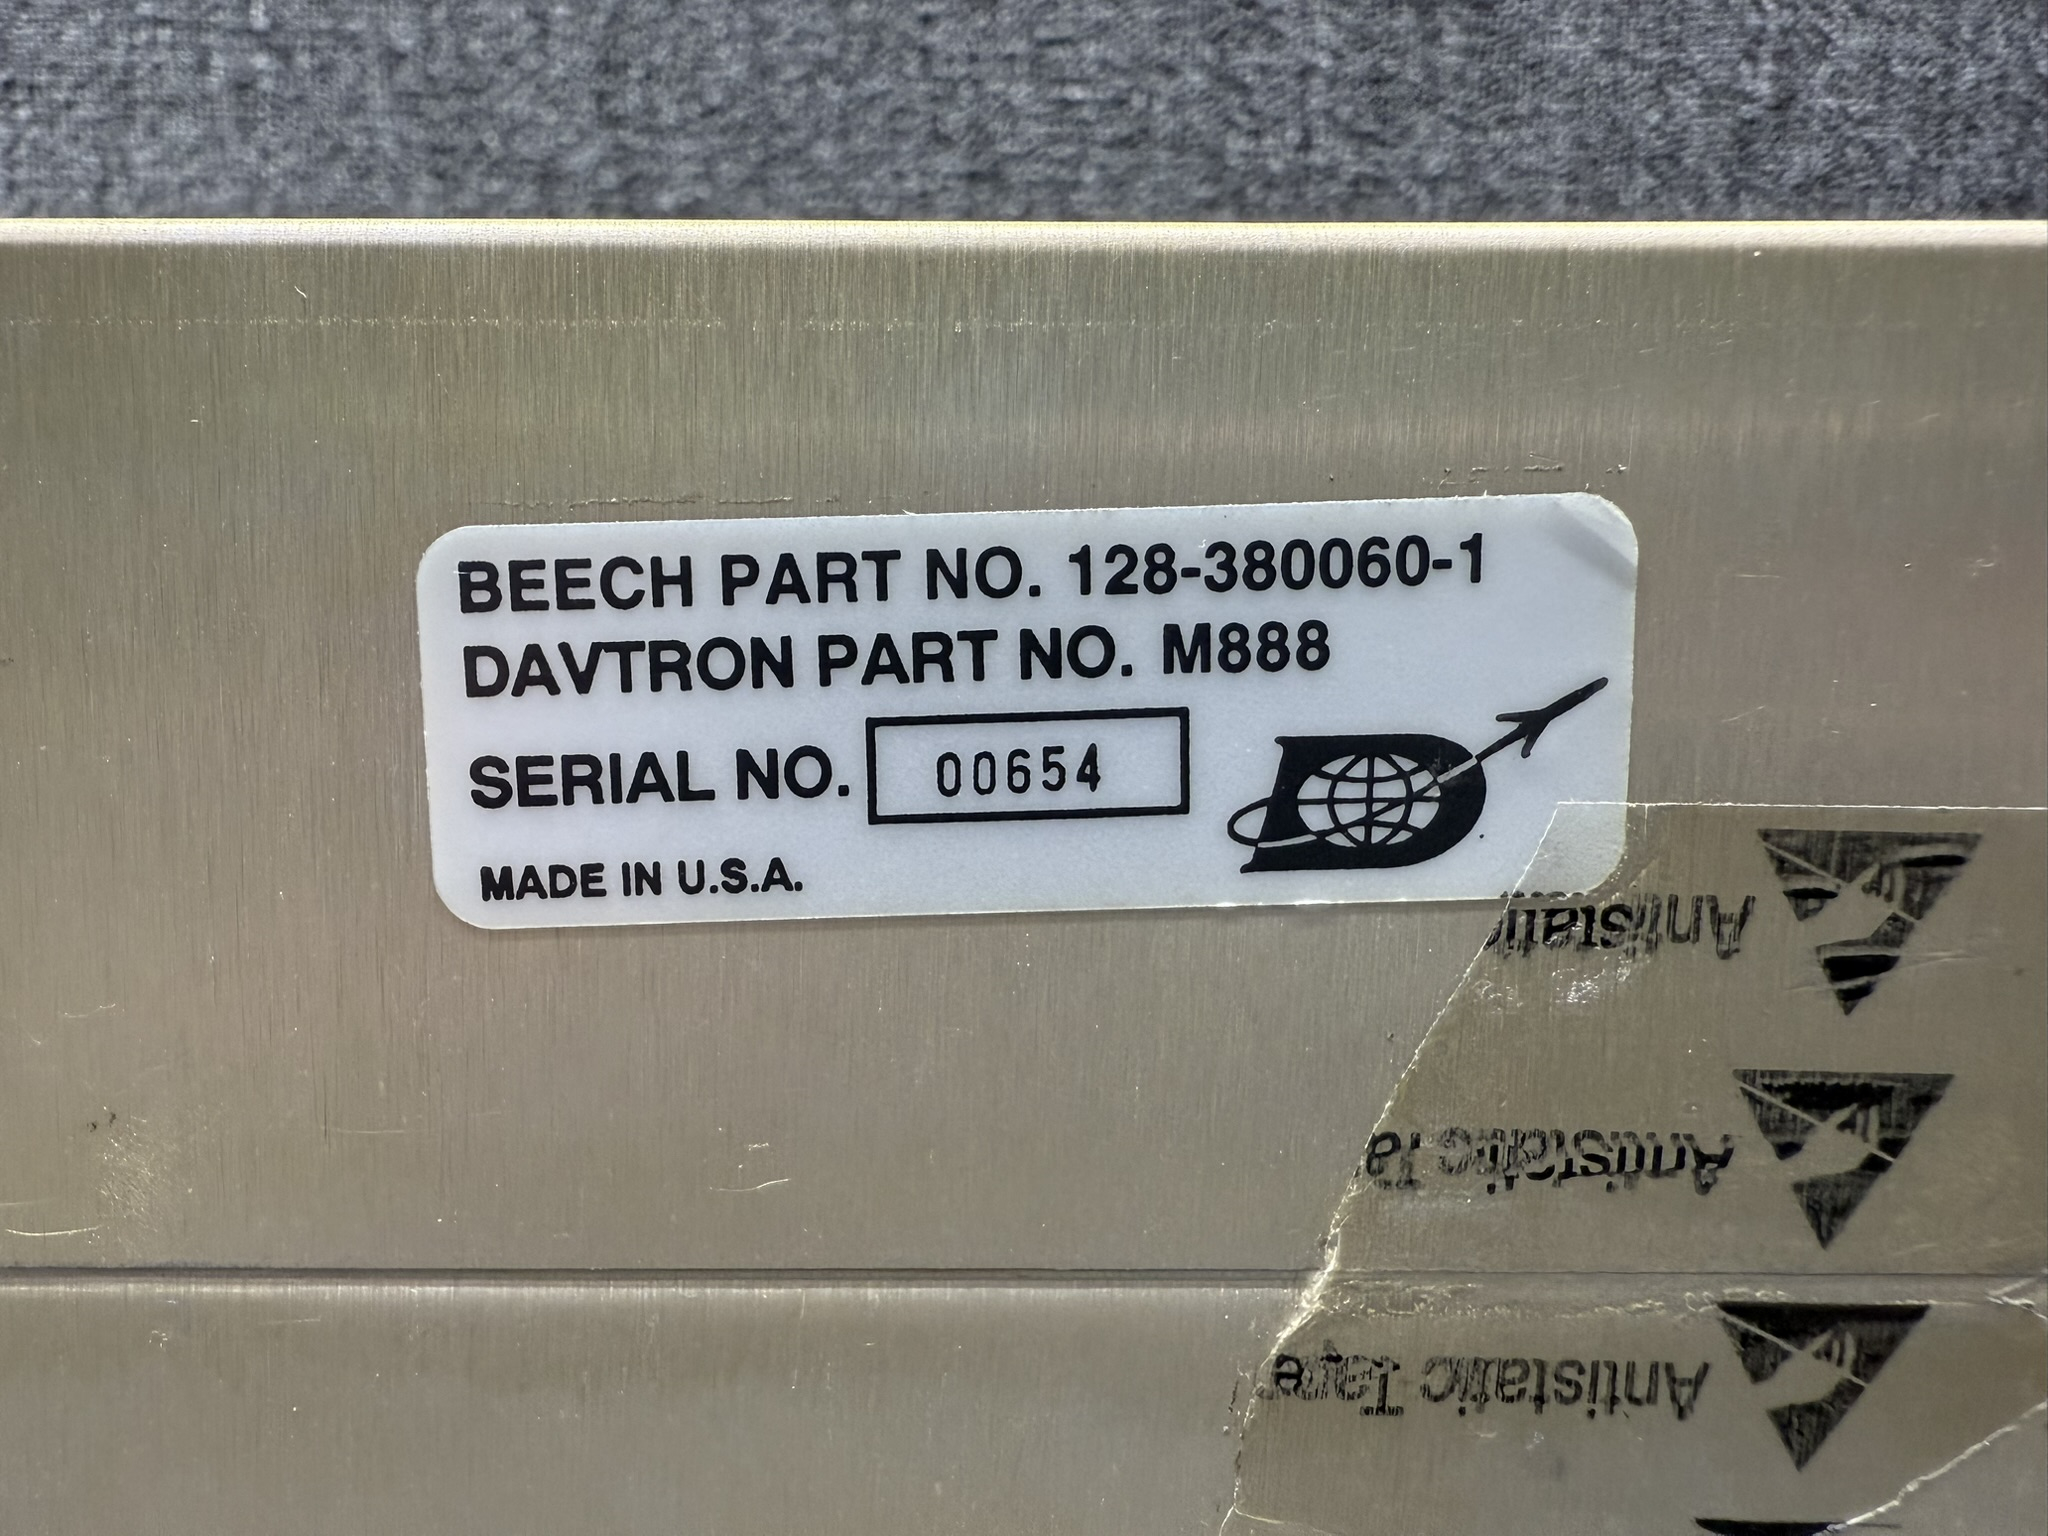 BEECH PART NO. 128-380060-1
DAVTRON PART NO. M888
SERIAL NO. 00654
MADE IN U.S.A.
Antistatic
Antistatic Ta
Antistatic Tape